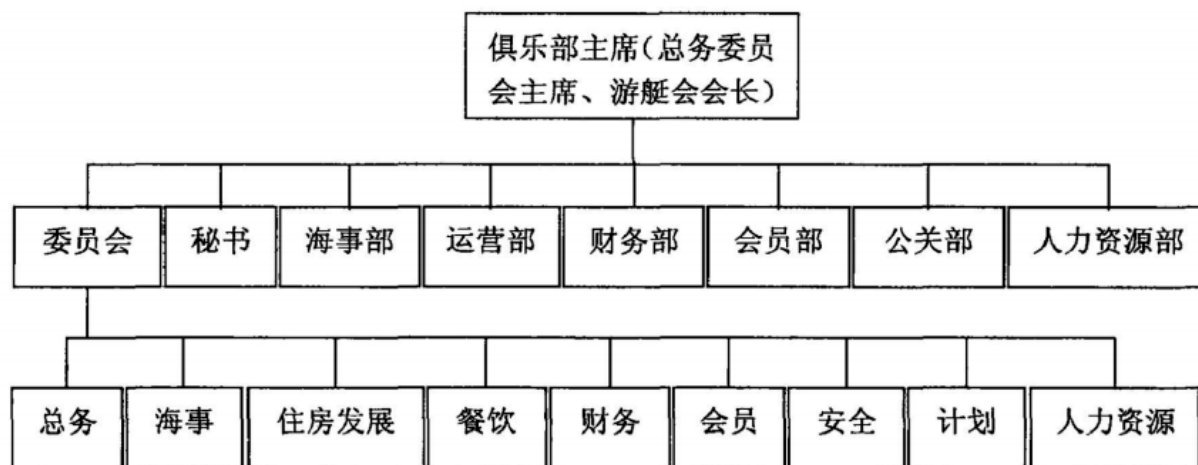 俱乐部主席(总务委员
会主席、游艇会会长)
委员会 秘书 海事部 运营部 财务部 会员部 公关部 人力资源部
总务 海事 住房发展 餐饮 财务 会员 安全 计划 人力资源